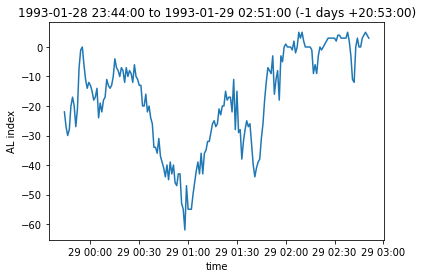 1993-01-28 23:44:00 to 1993-01-29 02:51:00 (-1 days +20:53:00)
AL index
0
−10
−20
−30
−40
−50
−60
29 00:00 29 00:30 29 01:00 29 01:30 29 02:00 29 02:30 29 03:00
time